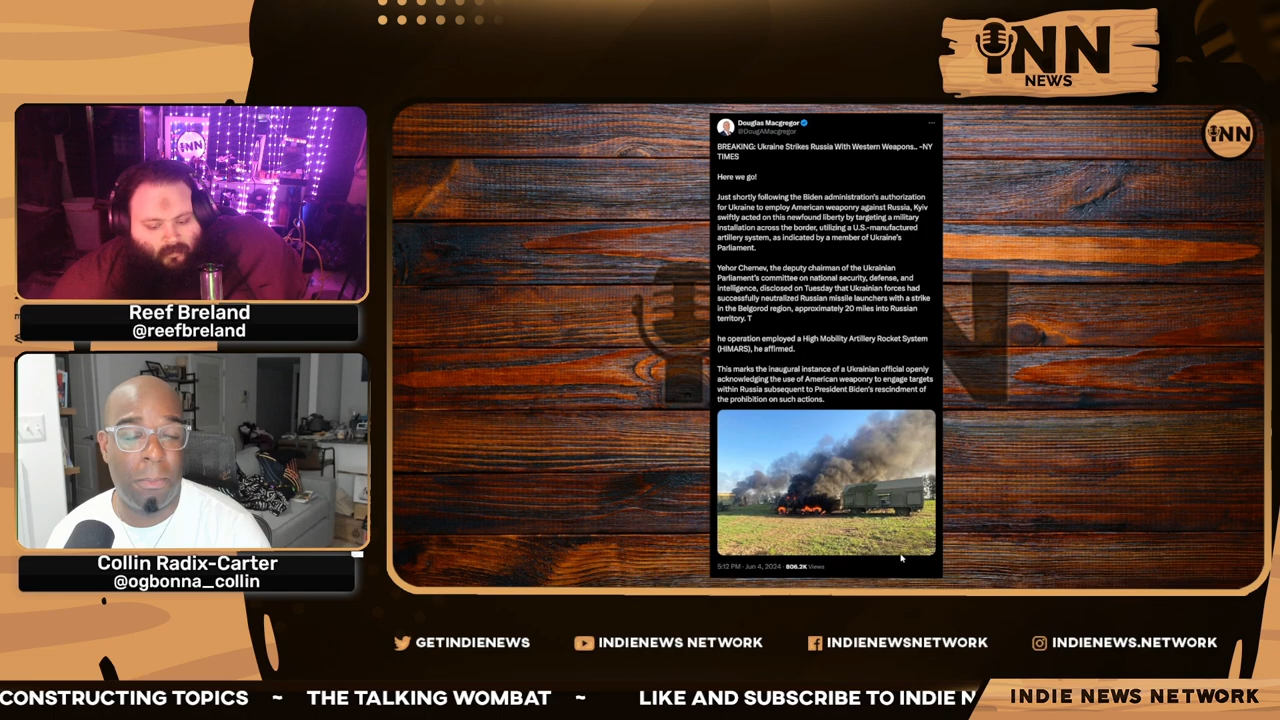 INN
NEWS
INN
INN
Reef Breland
@reefbreland
Collin Radix-Carter
@ogbonna_collin
Douglas Macgregor
@DougAMacgregor
BREAKING: Ukraine Strikes Russia With Western Weapons.. -NY
TIMES
Here we go!
Just shortly following the Biden administration's authorization
for Ukraine to employ American weaponry against Russia, Kyiv
swiftly acted on this newfound liberty by targeting a military
installation across the border, utilizing a U.S.-manufactured
artillery system, as indicated by a member of Ukraine's
Parliament.
Yehor Chernev, the deputy chairman of the Ukrainian
Parliament's committee on national security, defense, and
intelligence, disclosed on Tuesday that Ukrainian forces had
successfully neutralized Russian missile launchers with a strike
in the Belgorod region, approximately 20 miles into Russian
territory. T
he operation employed a High Mobility Artillery Rocket System
(HIMARS), he affirmed.
This marks the inaugural instance of a Ukrainian official openly
acknowledging the use of American weaponry to engage targets
within Russia subsequent to President Biden's rescindment of
the prohibition on such actions.
5:12 PM · Jun 4, 2024 · 806.2K Views
GETINDIENEWS
INDIENEWS NETWORK
INDIENEWSNETWORK
INDIENEWS.NETWORK
CONSTRUCTING TOPICS ~ THE TALKING WOMBAT ~ LIKE AND SUBSCRIBE TO INDIE N
INDIE NEWS NETWORK